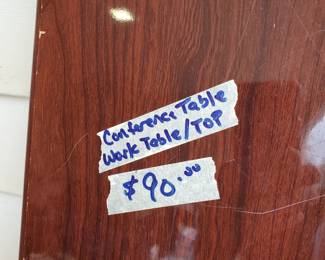 Conference Table
Work Table/Top
$90.00